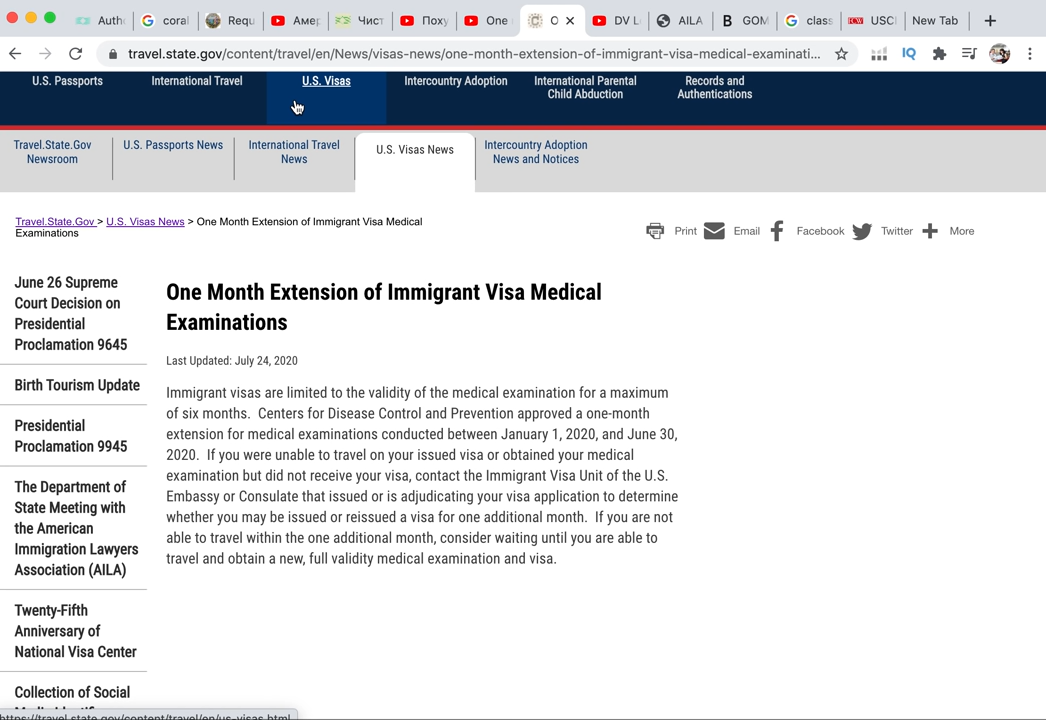 Auth
coral
Requ
Амер
Чист
Поху
One
O
DV L
AILA
GOM
class
USCI
New Tab
travel.state.gov/content/travel/en/News/visas-news/one-month-extension-of-immigrant-visa-medical-examinati...
IQ
U.S. Passports
International Travel
U.S. Visas
Intercountry Adoption
International Parental
Child Abduction
Records and
Authentications
Travel.State.Gov
Newsroom
U.S. Passports News
International Travel
News
U.S. Visas News
Intercountry Adoption
News and Notices
Travel.State.Gov > U.S. Visas News > One Month Extension of Immigrant Visa Medical
Examinations
Print
Email
Facebook
Twitter
More
June 26 Supreme
Court Decision on
Presidential
Proclamation 9645
Birth Tourism Update
Presidential
Proclamation 9945
The Department of
State Meeting with
the American
Immigration Lawyers
Association (AILA)
Twenty-Fifth
Anniversary of
National Visa Center
Collection of Social
One Month Extension of Immigrant Visa Medical
Examinations
Last Updated: July 24, 2020
Immigrant visas are limited to the validity of the medical examination for a maximum
of six months.  Centers for Disease Control and Prevention approved a one-month
extension for medical examinations conducted between January 1, 2020, and June 30,
2020.  If you were unable to travel on your issued visa or obtained your medical
examination but did not receive your visa, contact the Immigrant Visa Unit of the U.S.
Embassy or Consulate that issued or is adjudicating your visa application to determine
whether you may be issued or reissued a visa for one additional month.  If you are not
able to travel within the one additional month, consider waiting until you are able to
travel and obtain a new, full validity medical examination and visa.
https://travel.state.gov/content/travel/en/us-visas.html